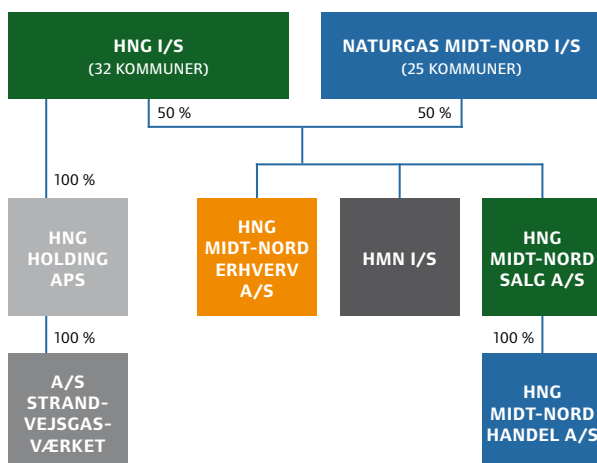 HNG I/S
(32 KOMMUNER)
NATURGAS MIDT-NORD I/S
(25 KOMMUNER)
50 %
50 %
100 %
HNG
HOLDING
APS
HNG
MIDT-NORD
ERHVERV
A/S
HMN I/S
HNG
MIDT-NORD
SALG A/S
100 %
100 %
A/S
STRAND-
VEJSGAS-
VÆRKET
HNG
MIDT-NORD
HANDEL A/S